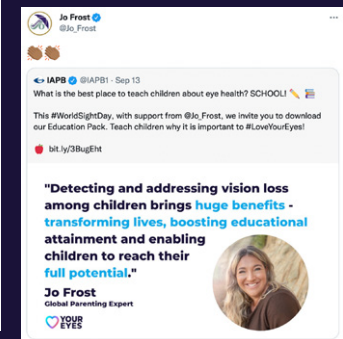 Jo Frost
@Jo_Frost
IAPB @IAPB1 · Sep 13
What is the best place to teach children about eye health? SCHOOL!
This #WorldSightDay, with support from @Jo_Frost, we invite you to download
our Education Pack. Teach children why it is important to #LoveYourEyes!
bit.ly/3BugEht
"Detecting and addressing vision loss
among children brings huge benefits -
transforming lives, boosting educational
attainment and enabling
children to reach their
full potential."
Jo Frost
Global Parenting Expert
YOUR
EYES